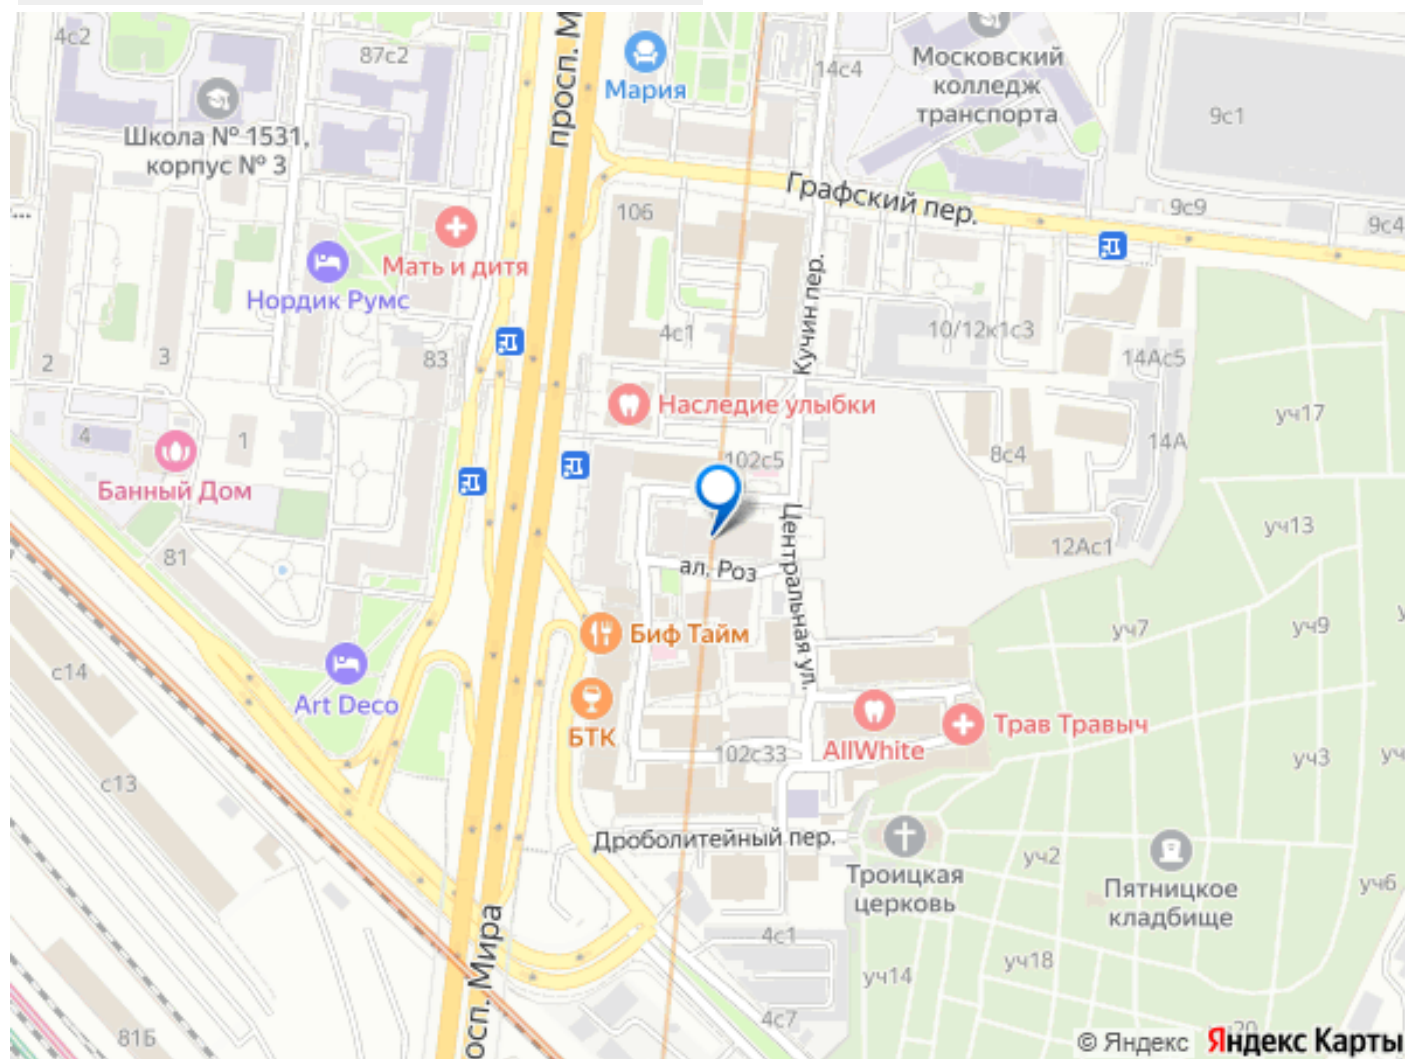 4с2
87с2
просп. М
Мария
14с4
Московский
колледж
транспорта
9с1
Школа № 1531,
корпус № 3
106
Графский пер.
9с9
9с4
...
Мать и дитя
Нордик Румс
Кучин пер.
4с1
10/12к1с3
2
3
83
14Ас5
Наследие улыбки
уч17
4
1
102с5
8с4
14А
Банный Дом
Центральная ул.
уч13
81
ал. Роз
12Ас1
Биф Тайм
уч7
уч9
с14
Art Deco
БТК
AllWhite
Трав Травыч
102с33
уч3
уч
с13
Дроболитейный пер.
Троицкая
церковь
уч2
Пятницкое
кладбище
уч6
осп. Мира
4с1
уч14
уч18
81Б
4с7
© Яндекс Яндекс Карты